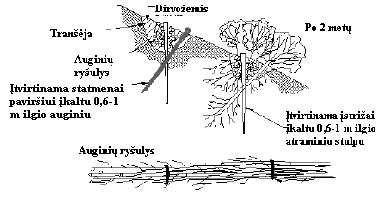 Dirvožemis
Tranšėja
Po 2 metų
Auginių
ryšulys
Įtvirtinama statmenai
paviršiui įkaltu 0,6-1
m ilgio auginiu
Įtvirtinama įstrižai
įkaltu 0,6-1 m ilgio
atraminiu stulpu
Auginių ryšulys